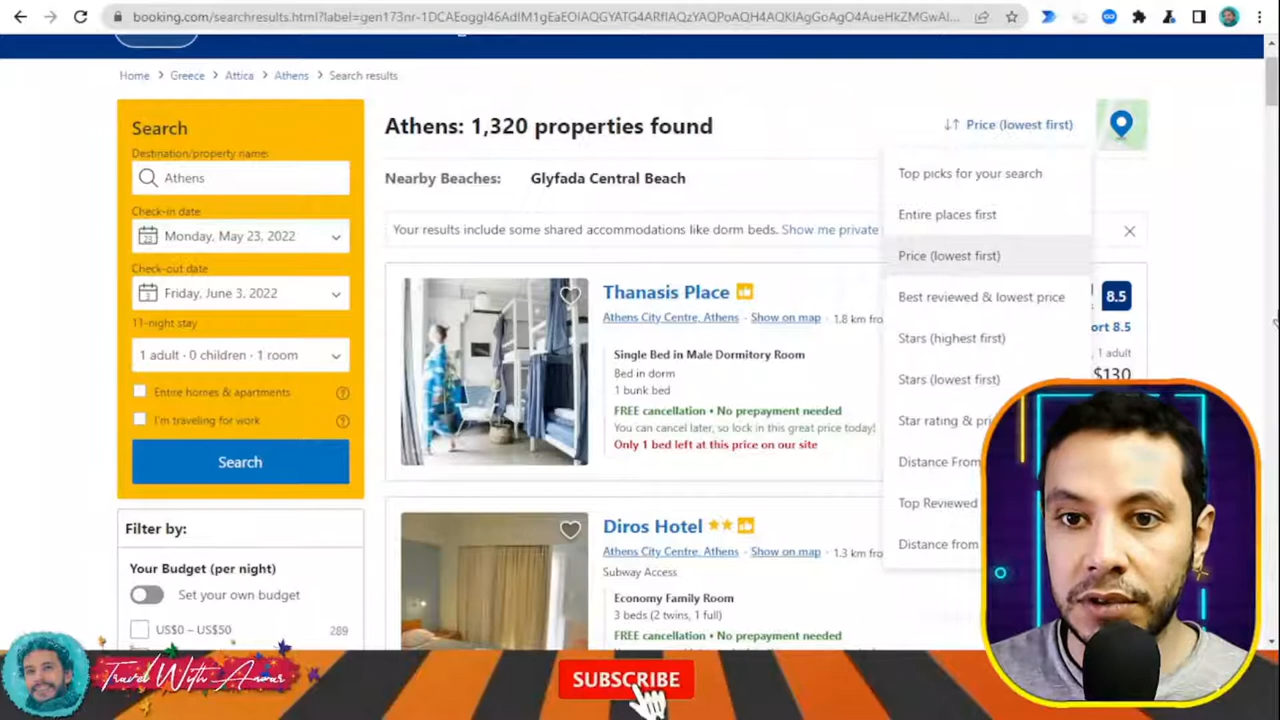 booking.com/searchresults.html?label=gen173nr-1DCAEoggI46AdIM1gEaEOIAQGYATG4ARfIAQzYAQPoAQH4AQKIAgGoAgO4AueHkZMGwAI...
Home > Greece > Attica > Athens > Search results
Search
Destination/property name:
Athens
Check-in date
Monday, May 23, 2022
Check-out date
Friday, June 3, 2022
11-night stay
1 adult · 0 children · 1 room
Entire homes & apartments
I'm traveling for work
Search
Filter by:
Your Budget (per night)
Set your own budget
US$0 – US$50 289
Athens: 1,320 properties found
Price (lowest first)
Nearby Beaches: Glyfada Central Beach
Your results include some shared accommodations like dorm beds. Show me private
Top picks for your search
Entire places first
Price (lowest first)
Best reviewed & lowest price
Stars (highest first)
Stars (lowest first)
Star rating &
Distance From
Top Reviewed
Distance from
Thanasis Place
Athens City Centre, Athens · Show on map · 1.8 km
Single Bed in Male Dormitory Room
Bed in dorm
1 bunk bed
FREE cancellation • No prepayment needed
You can cancel later, so lock in this great price today!
Only 1 bed left at this price on our site
8.5
8.5
1 adult
$130
Diros Hotel
Athens City Centre, Athens · Show on map · 1.3 km
Subway Access
Economy Family Room
3 beds (2 twins, 1 full)
FREE cancellation • No prepayment needed
Travel With Anwar
SUBSCRIBE